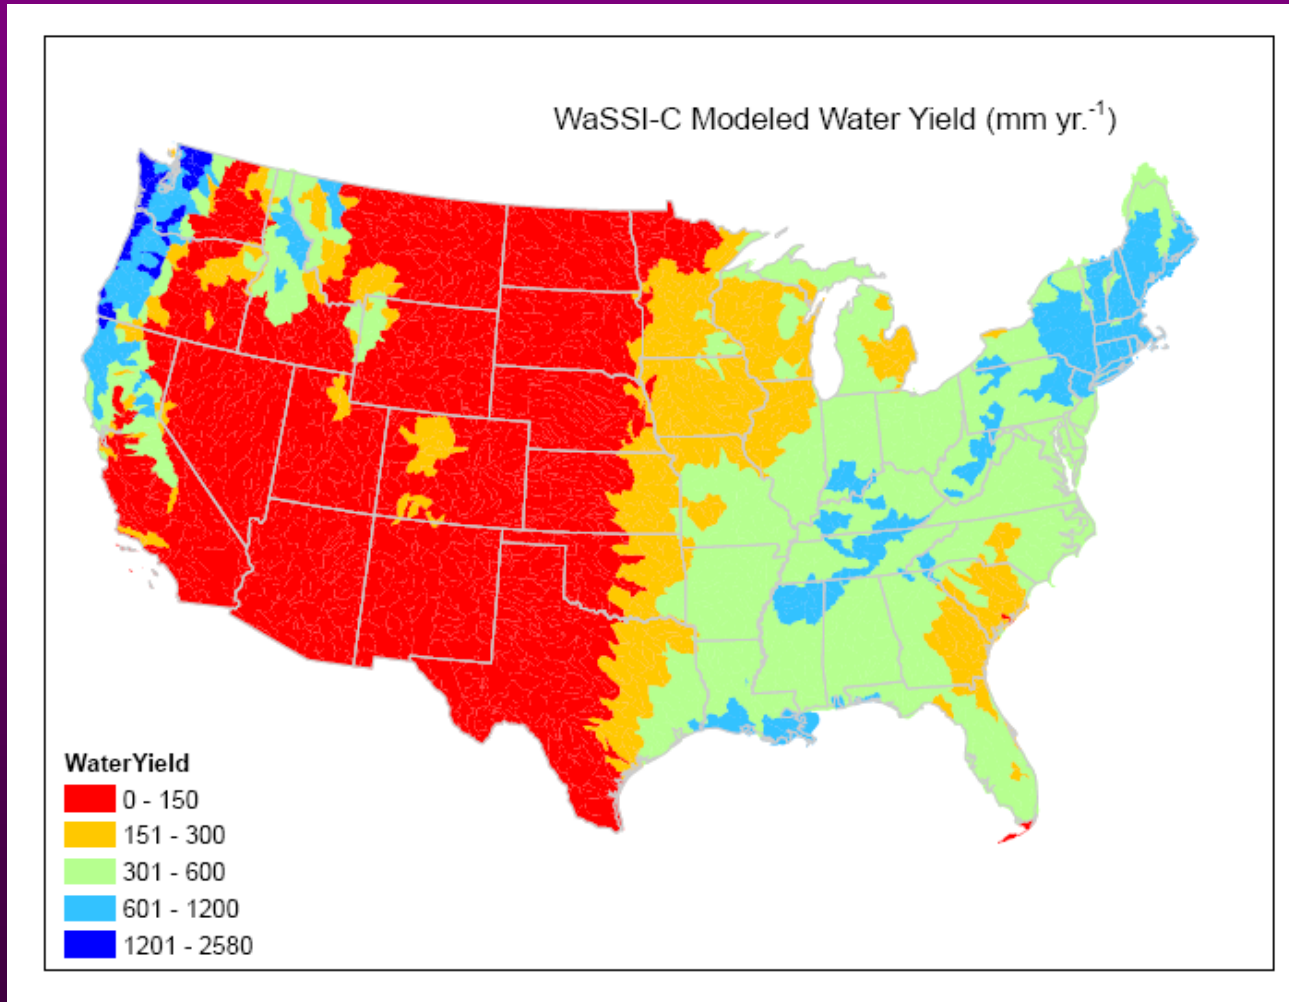 WaSSI-C Modeled Water Yield (mm yr.-1)
WaterYield
0 - 150
151 - 300
301 - 600
601 - 1200
1201 - 2580